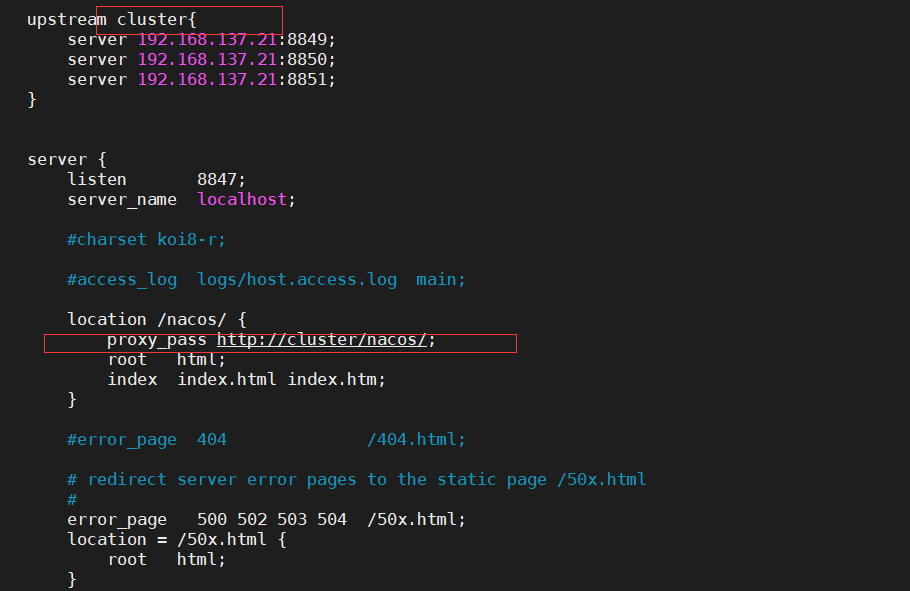 upstream cluster{
server 192.168.137.21:8849;
server 192.168.137.21:8850;
server 192.168.137.21:8851;
}
server {
listen 8847;
server_name localhost;
#charset koi8-r;
#access_log logs/host.access.log main;
location /nacos/ {
proxy_pass http://cluster/nacos/;
root html;
index index.html index.htm;
}
#error_page 404 /404.html;
# redirect server error pages to the static page /50x.html
#
error_page 500 502 503 504 /50x.html;
location = /50x.html {
root html;
}